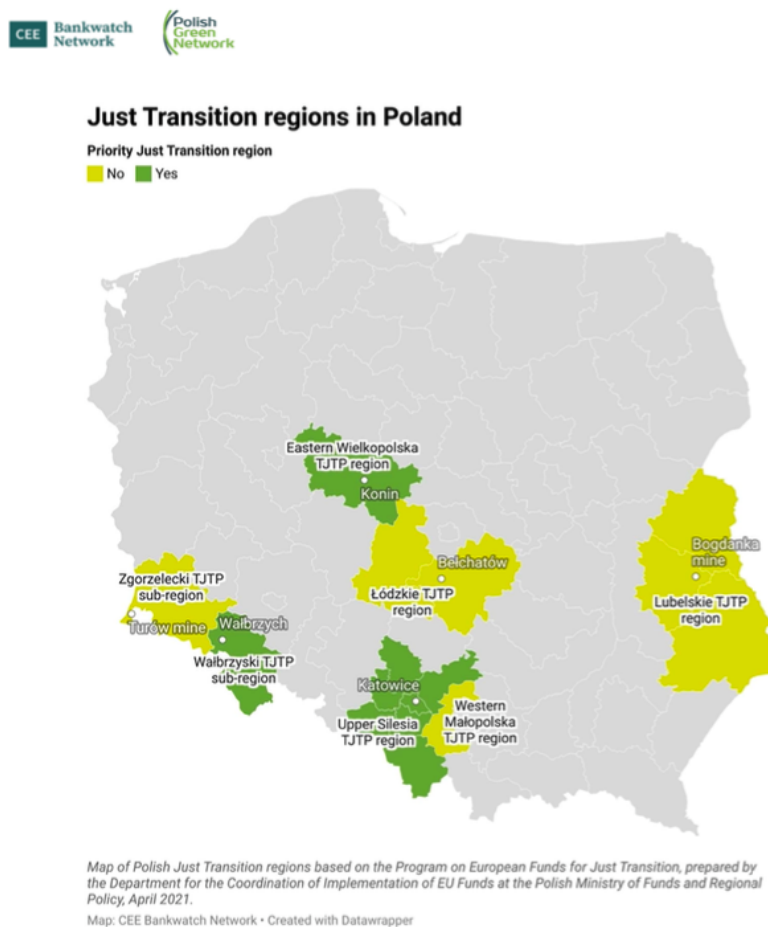 CEE Bankwatch
Network
Polish
Green
Network
Just Transition regions in Poland
Priority Just Transition region
No Yes
Eastern Wielkopolska
TJTP region
Konin
Bełchatów
Łódzkie TJTP
region
Bogdanka
mine
Lubelskie TJTP
region
Zgorzelecki TJTP
sub-region
Turów mine
Wałbrzych
Wałbrzyski TJTP
sub-region
Katowice
Upper Silesia
TJTP region
Western
Małopolska
TJTP region
Map of Polish Just Transition regions based on the Program on European Funds for Just Transition, prepared by
the Department for the Coordination of Implementation of EU Funds at the Polish Ministry of Funds and Regional
Policy, April 2021.
Map: CEE Bankwatch Network • Created with Datawrapper